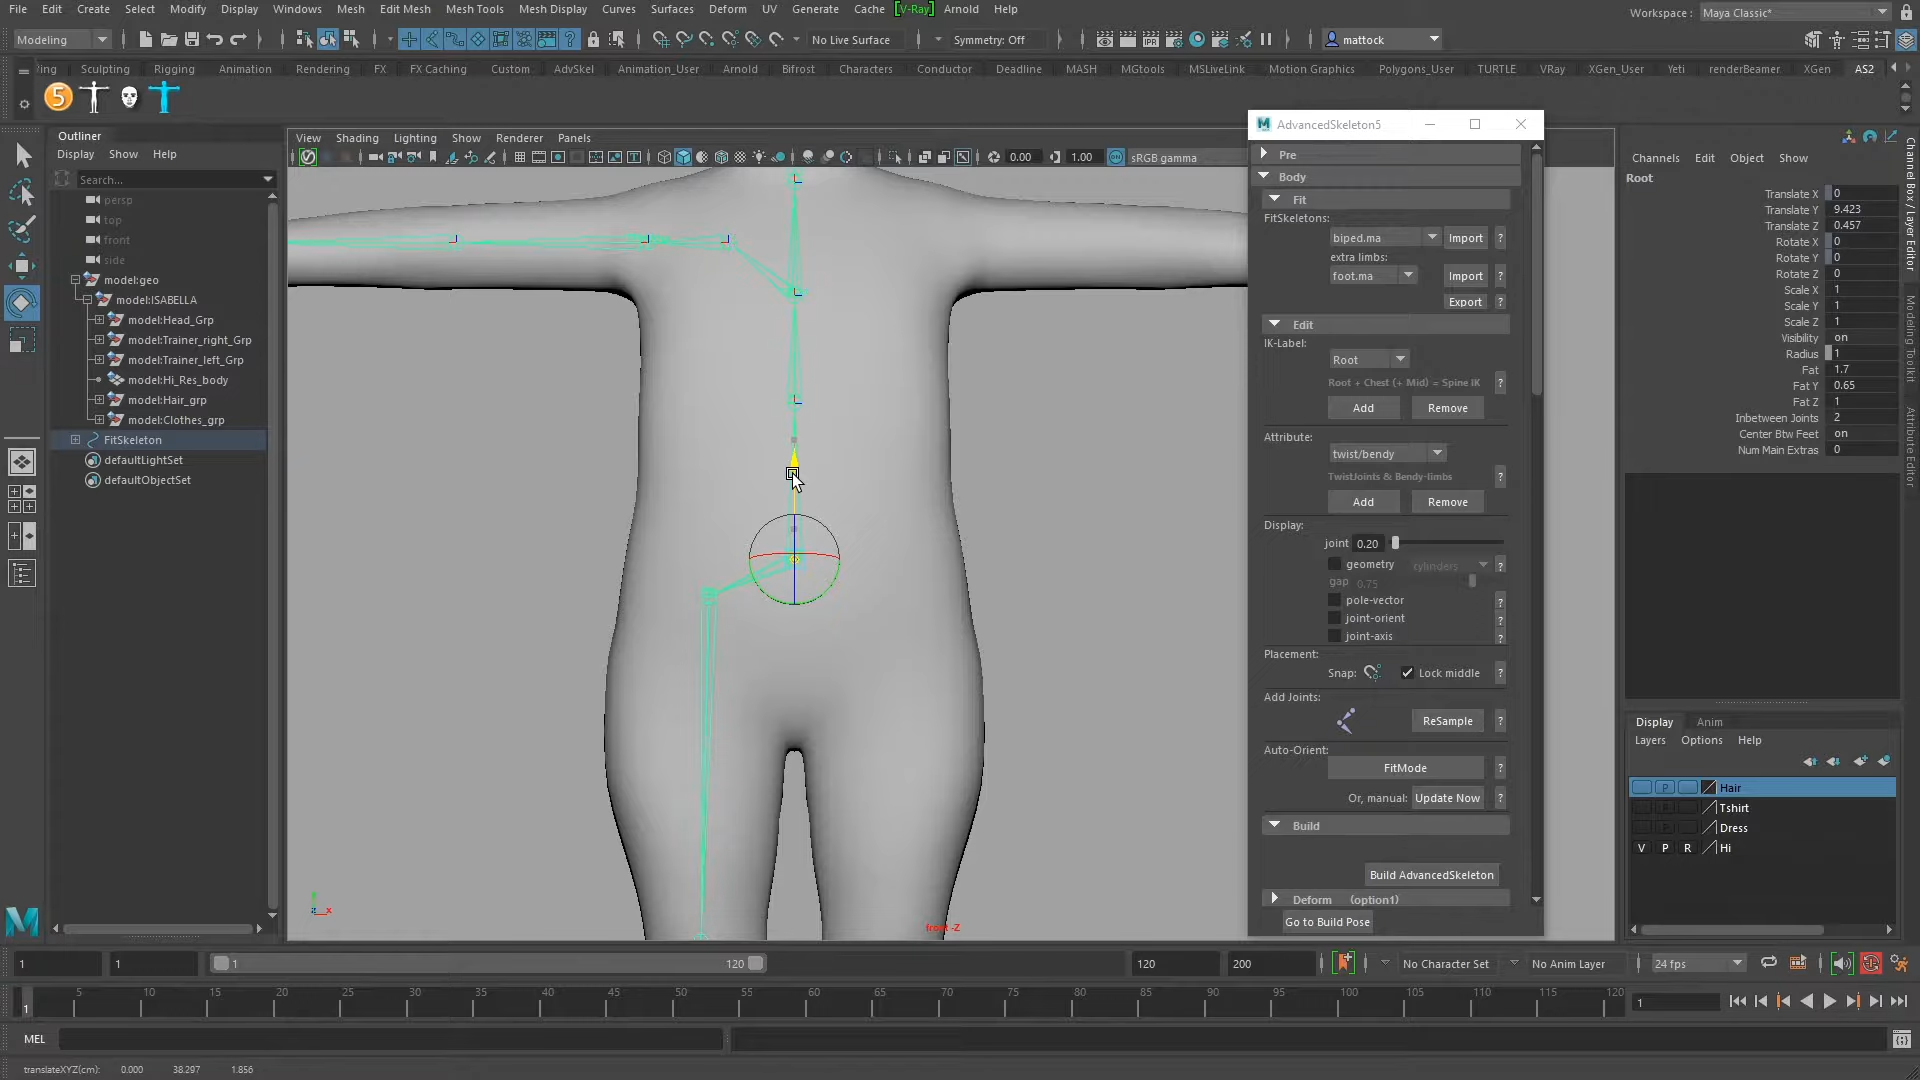 File Edit Create Select Modify Display Windows Mesh Edit Mesh Mesh Tools Mesh Display Curves Surfaces Deform UV Generate Cache [V-Ray] Arnold Help
Workspace : Maya Classic*
Modeling No Live Surface Symmetry: Off mattock
Sculpting Rigging Animation Rendering FX FX Caching Custom AdvSkel Animation_User Arnold Bifrost Characters Conductor Deadline MASH MGtools MSLiveLink Motion Graphics Polygons_User TURTLE VRay XGen_User Yeti renderBeamer XGen AS2
5
Outliner
Display Show Help
Search...
persp
top
front
side
model:geo
model:ISABELLA
model:Head_Grp
model:Trainer_right_Grp
model:Trainer_left_Grp
model:Hi_Res_body
model:Hair_grp
model:Clothes_grp
FitSkeleton
defaultLightSet
defaultObjectSet
View Shading Lighting Show Renderer Panels
0.00 1.00 sRGB gamma
front -Z
AdvancedSkeleton5
Pre
Body
Fit
FitSkeletons:
biped.ma Import ?
extra limbs:
foot.ma Import ?
Export ?
Edit
IK-Label:
Root
Root + Chest (+ Mid) = Spine IK ?
Add Remove
Attribute:
twist/bendy
TwistJoints & Bendy-limbs ?
Add Remove
Display:
joint 0.20
geometry cylinders ?
gap 0.75
pole-vector ?
joint-orient ?
joint-axis ?
Placement:
Snap: Lock middle ?
Add Joints:
ReSample ?
Auto-Orient:
FitMode ?
Or, manual: Update Now ?
Build
Build AdvancedSkeleton
Deform (option1)
Go to Build Pose
Channels Edit Object Show
Root
Translate X 0
Translate Y 9.423
Translate Z 0.457
Rotate X 0
Rotate Y 0
Rotate Z 0
Scale X 1
Scale Y 1
Scale Z 1
Visibility on
Radius 1
Fat 1.7
Fat Y 0.65
Fat Z 1
Inbetween Joints 2
Center Btw Feet on
Num Main Extras 0
Channel Box / Layer Editor
Modeling Toolkit
Attribute Editor
Display Anim
Layers Options Help
P Hair
P Tshirt
P Dress
V P R Hi
1 1 1 120 120 200 No Character Set No Anim Layer 24 fps
1 5 10 15 20 25 30 35 40 45 50 55 60 65 70 75 80 85 90 95 100 105 110 115 120 1
MEL
translateXYZ(cm): 0.000 38.297 1.856